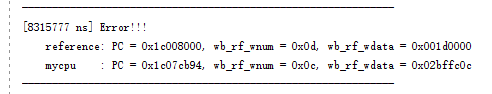 [8315777 ns] Error!!!
reference: PC = 0x1c008000, wb_rf_wnum = 0x0d, wb_rf_wdata = 0x001d0000
mycpu    : PC = 0x1c07cb94, wb_rf_wnum = 0x0c, wb_rf_wdata = 0x02bffc0c